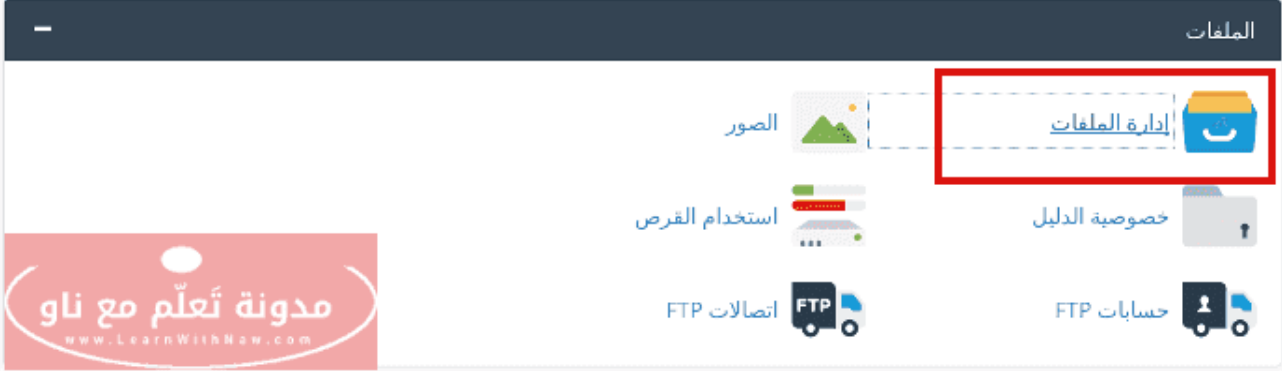 الملفات
إدارة الملفات
الصور
خصوصية الدليل
استخدام القرص
حسابات FTP
FTP
اتصالات FTP
مدونة تَعلّم مع ناو
www.LearnWithNaw.com